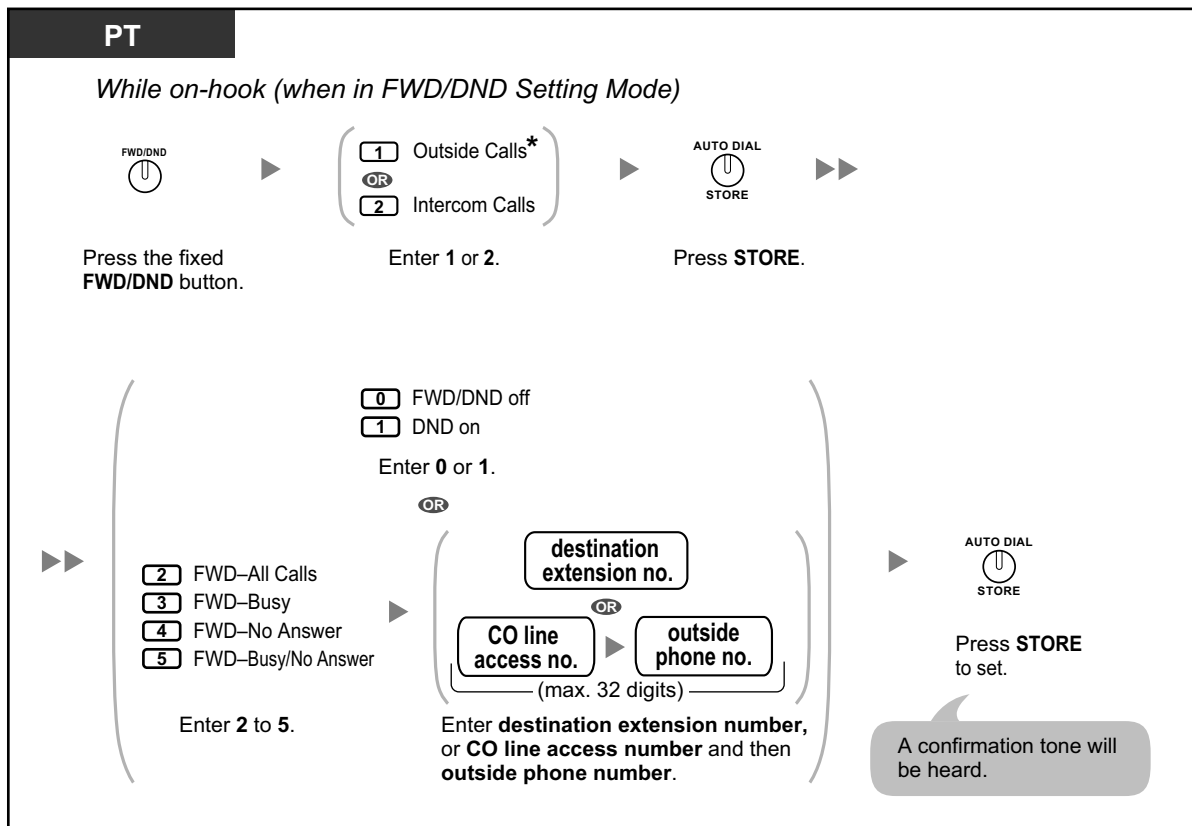 PT
While on-hook (when in FWD/DND Setting Mode)
FWD/DND
1 Outside Calls*
OR
2 Intercom Calls
AUTO DIAL
STORE
Press the fixed
FWD/DND button.
Enter 1 or 2.
Press STORE.
0 FWD/DND off
1 DND on
Enter 0 or 1.
OR
2 FWD–All Calls
3 FWD–Busy
4 FWD–No Answer
5 FWD–Busy/No Answer
Enter 2 to 5.
destination
extension no.
OR
CO line
access no.
outside
phone no.
(max. 32 digits)
Enter destination extension number,
or CO line access number and then
outside phone number.
AUTO DIAL
STORE
Press STORE
to set.
A confirmation tone will
be heard.